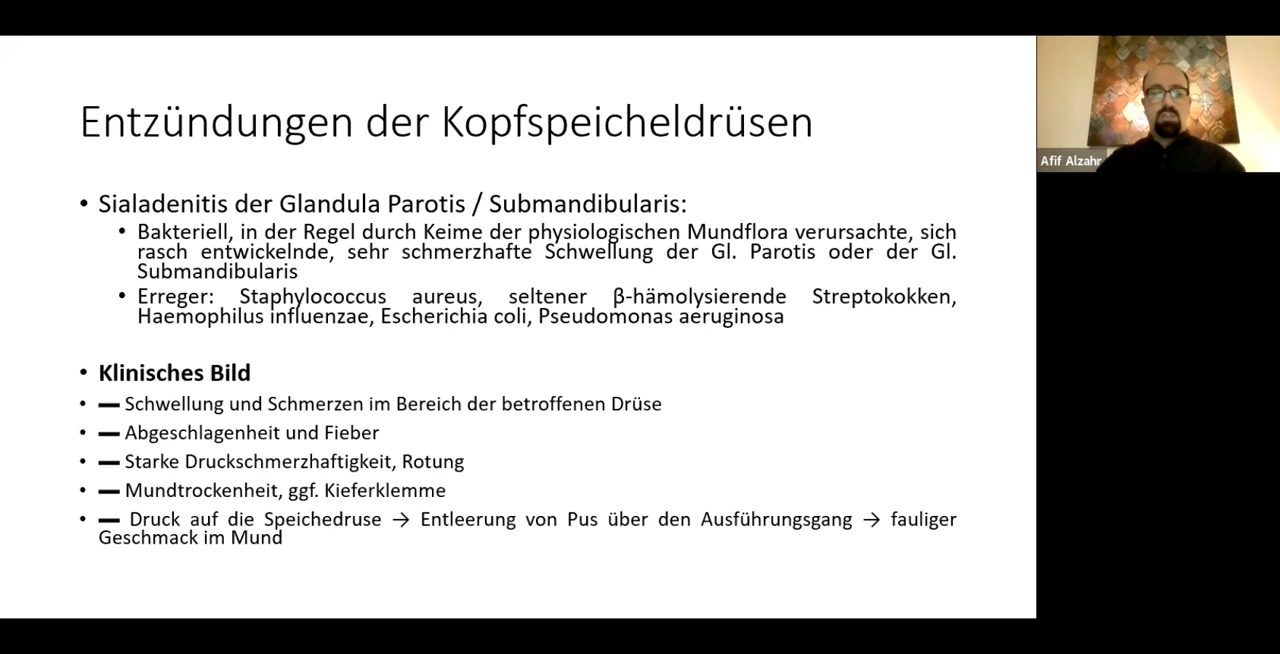 Entzündungen der Kopfspeicheldrüsen
• Sialadenitis der Glandula Parotis / Submandibularis:
• Bakteriell, in der Regel durch Keime der physiologischen Mundflora verursachte, sich
rasch entwickelnde, sehr schmerzhafte Schwellung der Gl. Parotis oder der Gl.
Submandibularis
• Erreger: Staphylococcus aureus, seltener β-hämolysierende Streptokokken,
Haemophilus influenzae, Escherichia coli, Pseudomonas aeruginosa
• Klinisches Bild
• — Schwellung und Schmerzen im Bereich der betroffenen Drüse
• — Abgeschlagenheit und Fieber
• — Starke Druckschmerzhaftigkeit, Rotung
• — Mundtrockenheit, ggf. Kieferklemme
• — Druck auf die Speichedruse → Entleerung von Pus über den Ausführungsgang → fauliger
Geschmack im Mund
Afif Alzahr